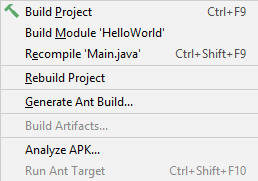 Build Project Ctrl+F9
Build Module 'HelloWorld'
Recompile 'Main.java' Ctrl+Shift+F9
Rebuild Project
Generate Ant Build...
Build Artifacts...
Analyze APK...
Run Ant Target Ctrl+Shift+F10